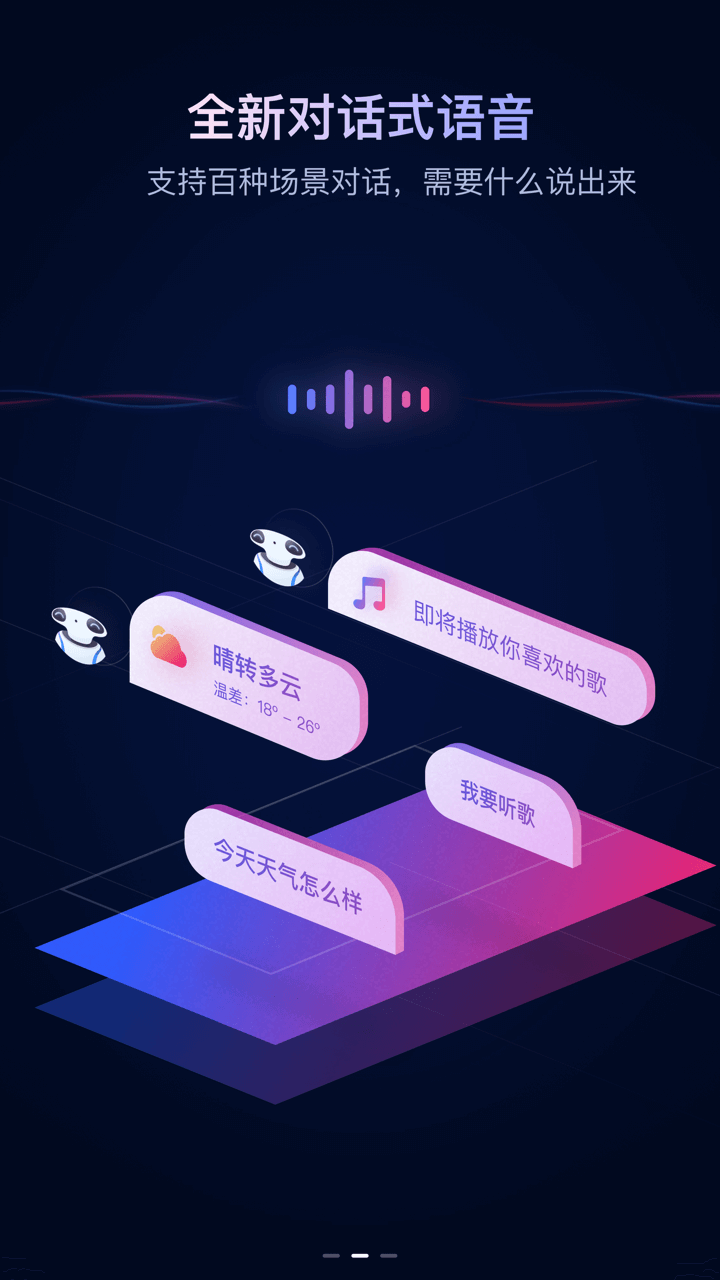 全新对话式语音
支持百种场景对话，需要什么说出来
即将播放你喜欢的歌
晴转多云
温差：18° - 26°
我要听歌
今天天气怎么样